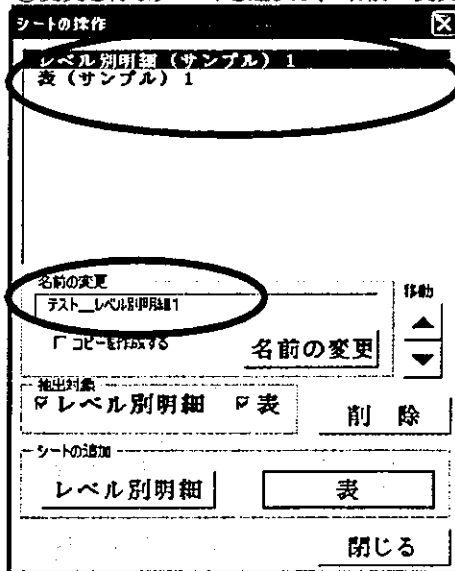 シートの操作
レベル別明細（サンプル）1
表（サンプル）1
名前の変更
テスト__レベル別明細1
コピーを作成する
名前の変更
移動
抽出対象
レベル別明細
表
削 除
シートの追加
レベル別明細
表
閉じる